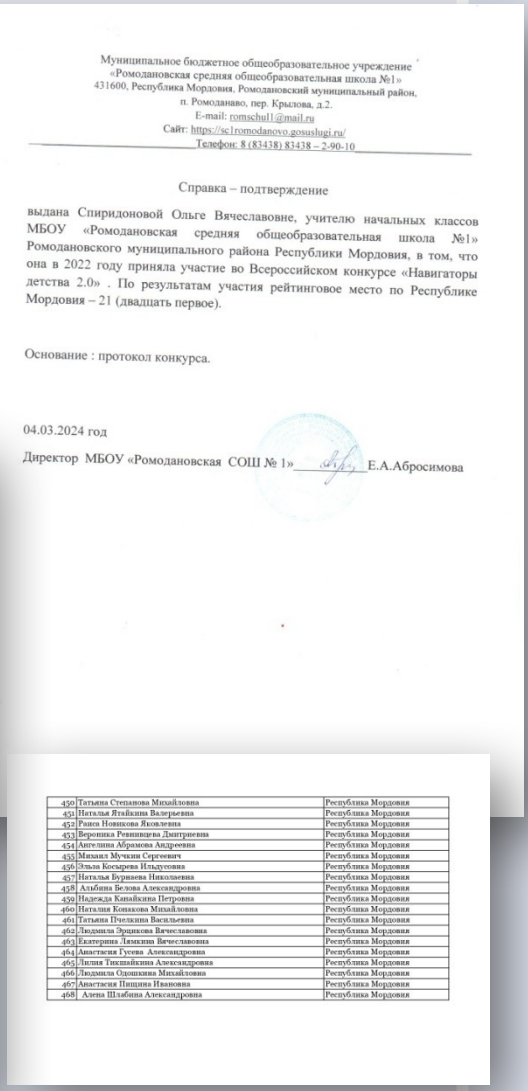 Муниципальное бюджетное общеобразовательное учреждение
«Ромодановская средняя общеобразовательная школа №1»
431600, Республика Мордовия, Ромодановский муниципальный район,
п. Ромоданаво, пер. Крылова, д.2.
E-mail: romschul1@mail.ru
Сайт: https://sc1romodanovo.gosuslugi.ru/
Телефон: 8 (83438) 83438 – 2-90-10
Справка – подтверждение
выдана Спиридоновой Ольге Вячеславовне, учителю начальных классов
МБОУ «Ромодановская средняя общеобразовательная школа №1»
Ромодановского муниципального района Республики Мордовия, в том, что
она в 2022 году приняла участие во Всероссийском конкурсе «Навигаторы
детства 2.0» . По результатам участия рейтинговое место по Республике
Мордовия – 21 (двадцать первое).
Основание : протокол конкурса.
04.03.2024 год
Директор МБОУ «Ромодановская СОШ № 1»__________Е.А.Абросимова
450 Татьяна Степанова Михайловна Республика Мордовия
451 Наталья Ятайкина Валерьевна Республика Мордовия
452 Раиса Новикова Яковлевна Республика Мордовия
453 Вероника Ревнивцева Дмитриевна Республика Мордовия
454 Ангелина Абрамова Андреевна Республика Мордовия
455 Михаил Мучкин Сергеевич Республика Мордовия
456 Эльза Косырева Ильдусовна Республика Мордовия
457 Наталья Бурнаева Николаевна Республика Мордовия
458 Альбина Белова Александровна Республика Мордовия
459 Надежда Канайкина Петровна Республика Мордовия
460 Наталия Конакова Михайловна Республика Мордовия
461 Татьяна Пчелкина Васильевна Республика Мордовия
462 Людмила Эрцикова Вячеславовна Республика Мордовия
463 Екатерина Лямкина Вячеславовна Республика Мордовия
464 Анастасия Гусева Александровна Республика Мордовия
465 Лилия Тикшайкина Александровна Республика Мордовия
466 Людмила Одошкина Михайловна Республика Мордовия
467 Анастасия Пищина Ивановна Республика Мордовия
468 Алена Шлабина Александровна Республика Мордовия